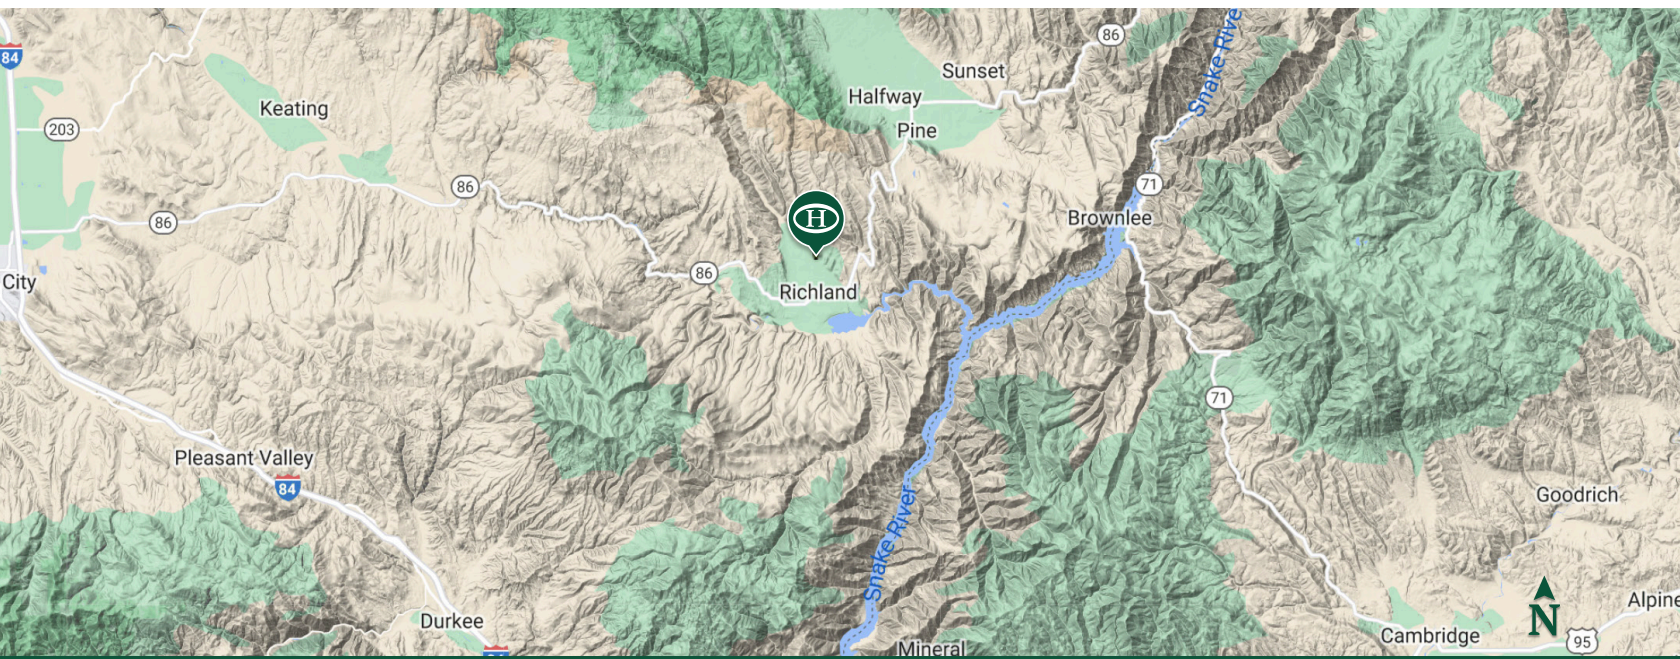 Snake River
86
84
Sunset
Halfway
Keating
203
Pine
86
71
H
86
Brownlee
City
86
Richland
71
Pleasant Valley
84
Goodrich
Snake River
Alpine
N
Durkee
Cambridge
95
Mineral